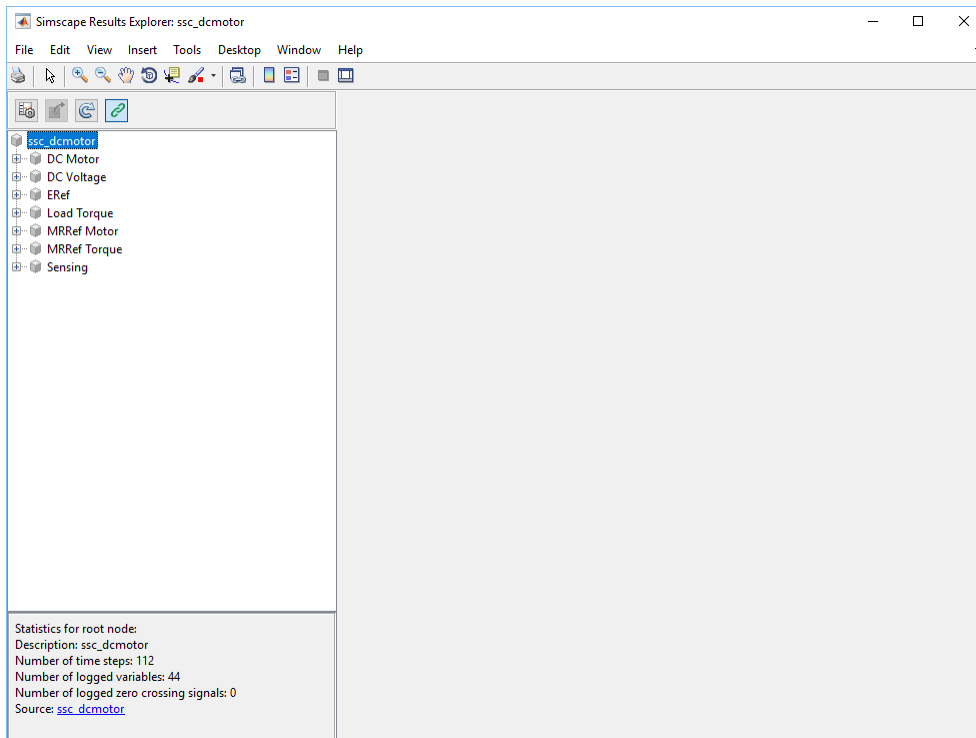 Simscape Results Explorer: ssc_dcmotor
File Edit View Insert Tools Desktop Window Help
ssc_dcmotor
DC Motor
DC Voltage
ERef
Load Torque
MRRef Motor
MRRef Torque
Sensing
Statistics for root node:
Description: ssc_dcmotor
Number of time steps: 112
Number of logged variables: 44
Number of logged zero crossing signals: 0
Source: ssc_dcmotor